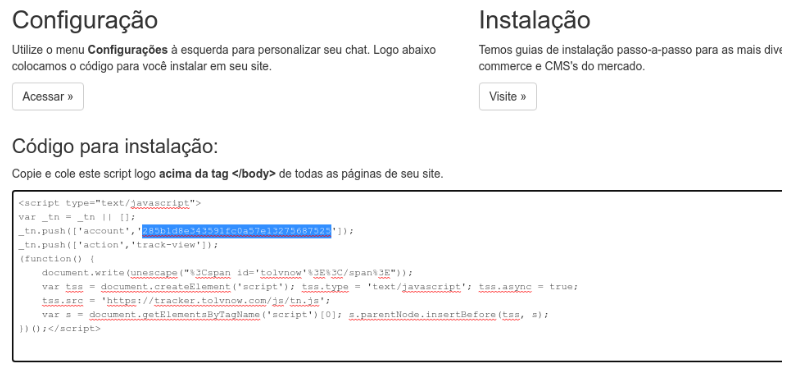 Configuração
Utilize o menu Configurações à esquerda para personalizar seu chat. Logo abaixo
colocamos o código para você instalar em seu site.
Acessar »
Instalação
Temos guias de instalação passo-a-passo para as mais dive
commerce e CMS's do mercado.
Visite »
Código para instalação:
Copie e cole este script logo acima da tag </body> de todas as páginas de seu site.
<script type="text/javascript">
var _tn = _tn || [];
_tn.push(['account','285b1d8e343591fc0a57e13275687525']);
_tn.push(['action','track-view']);
(function() {
document.write(unescape("%3Cspan id='tolvnow'%3E%3C/span%3E"));
var tss = document.createElement('script'); tss.type = 'text/javascript'; tss.async = true;
tss.src = 'https://tracker.tolvnow.com/js/tn.js';
var s = document.getElementsByTagName('script')[0]; s.parentNode.insertBefore(tss, s);
})();</script>